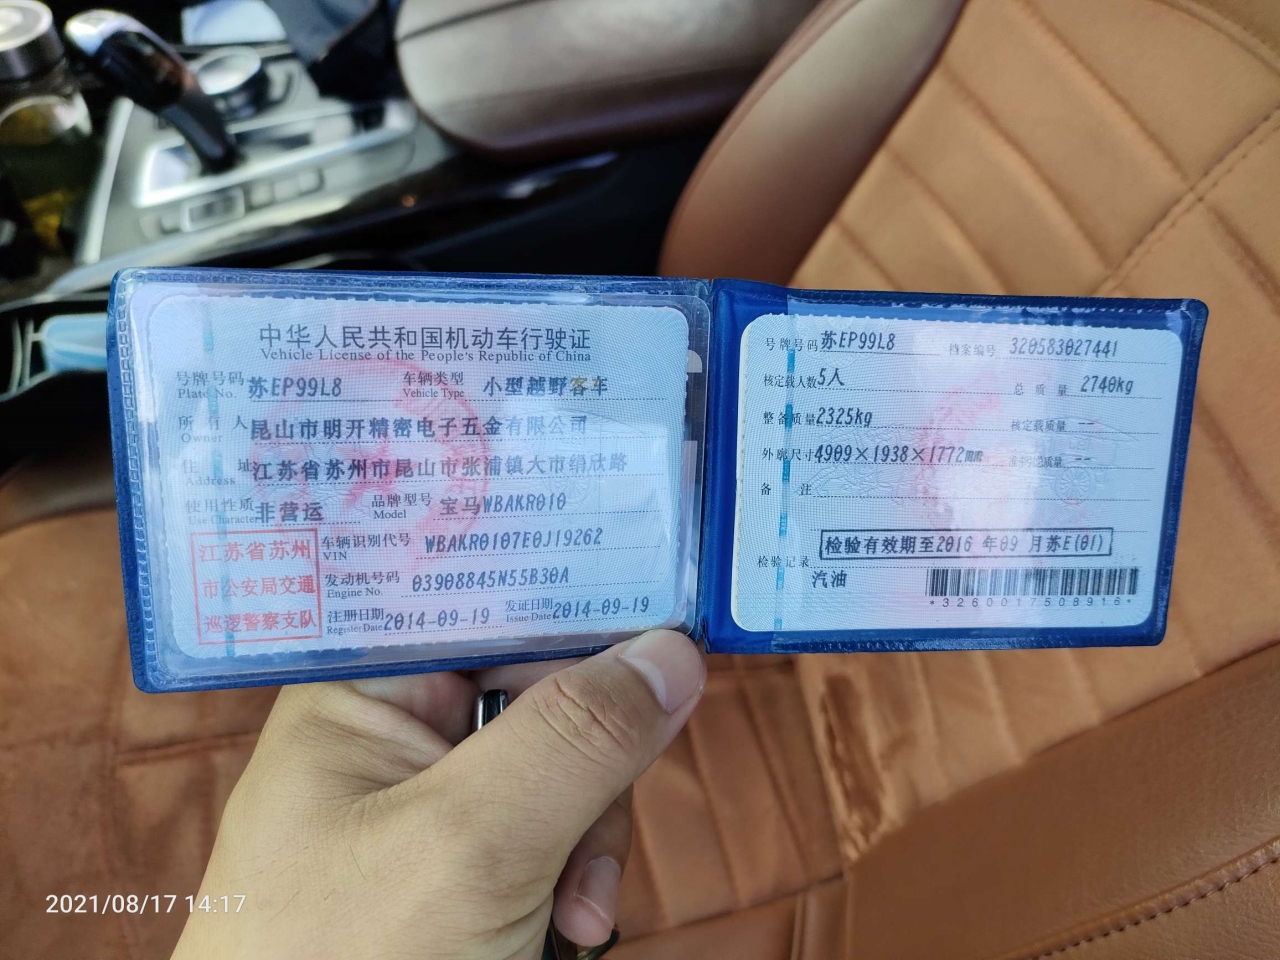 中华人民共和国机动车行驶证
Vehicle License of the People's Republic of China
号牌号码 苏EP99L8 车辆类型 小型越野客车
Plate No. Vehicle Type
所有人 昆山市明开精密电子五金有限公司
Owner
住址 江苏省苏州市昆山市张浦镇大市绢欣路
Address
使用性质 非营运 品牌型号 宝马WBAKR010
Use Character Model
江苏省苏州
市公安局交通
巡逻警察支队
车辆识别代号 WBAKR0107E0J19262
VIN
发动机号码 03908845N55B30A
Engine No.
注册日期 2014-09-19 发证日期 2014-09-19
Register Date Issue Date
号牌号码 苏EP99L8 档案编号 320583027441
核定载人数 5人 总质量 2740kg
整备质量 2325kg 核定载质量 --
外廓尺寸 4909×1938×1772mm 准牵引总质量 --
备注
检验记录 检验有效期至2016 年09 月苏E(01)
汽油
*3260017508916*
2021/08/17 14:17